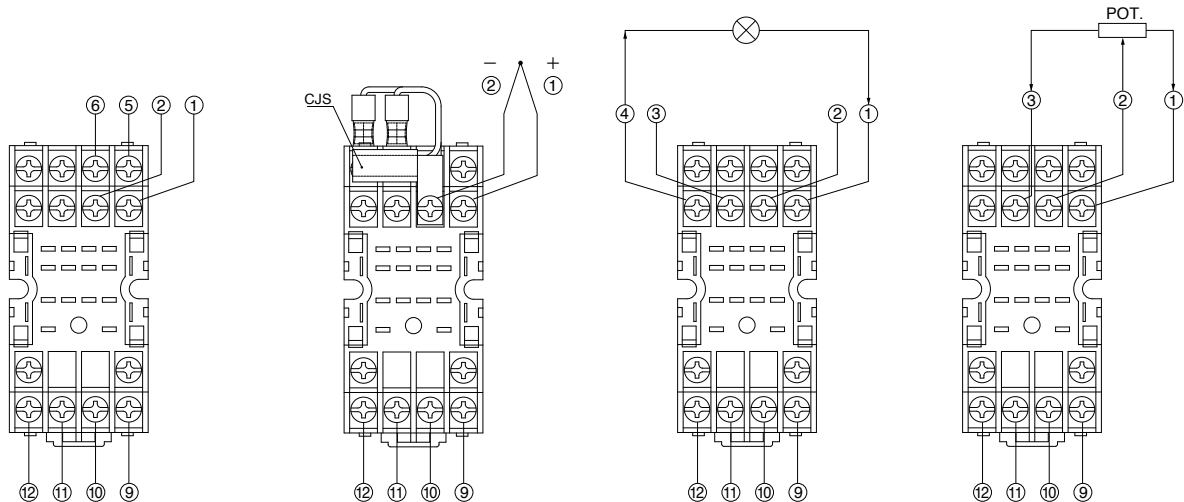 POT.
− +
② ①
CJS
⑥ ⑤ ② ①
④ ③ ② ①
③ ② ①
⑫ ⑪ ⑩ ⑨
⑫ ⑪ ⑩ ⑨
⑫ ⑪ ⑩ ⑨
⑫ ⑪ ⑩ ⑨